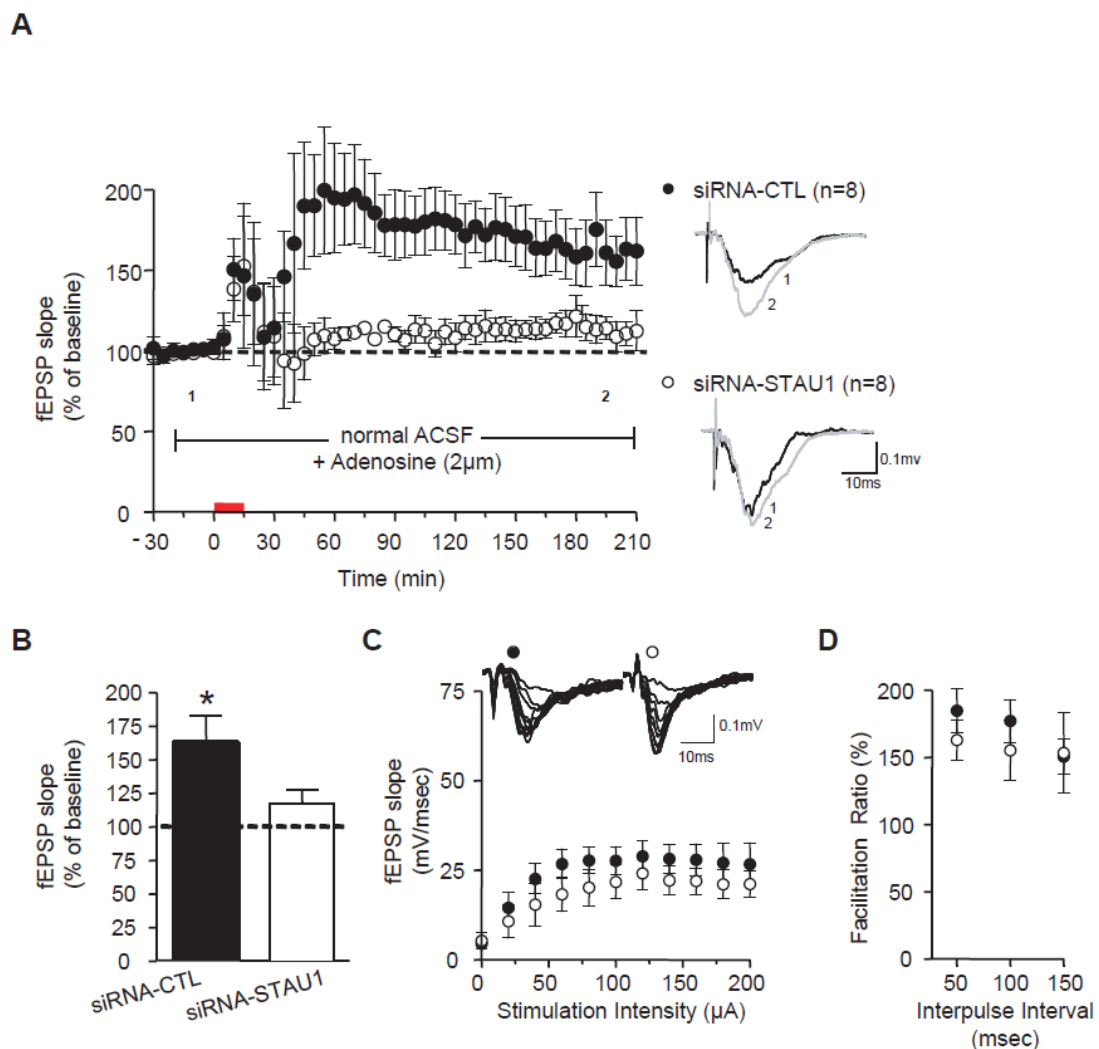 A
fEPSP slope
(% of baseline)
200
150
100
50
0
1
2
normal ACSF
+ Adenosine (2µm)
-30
0
30
60
90
120
150
180
210
Time (min)
siRNA-CTL (n=8)
1
2
siRNA-STAU1 (n=8)
1
2
0.1mv
10ms
B
fEPSP slope
(% of baseline)
200
175
150
125
100
75
50
25
0
*
siRNA-CTL
siRNA-STAU1
C
fEPSP slope
(mV/msec)
75
50
25
0
0.1mV
10ms
0
50
100
150
200
Stimulation Intensity (µA)
D
Facilitation Ratio (%)
200
150
100
50
0
50
100
150
Interpulse Interval
(msec)